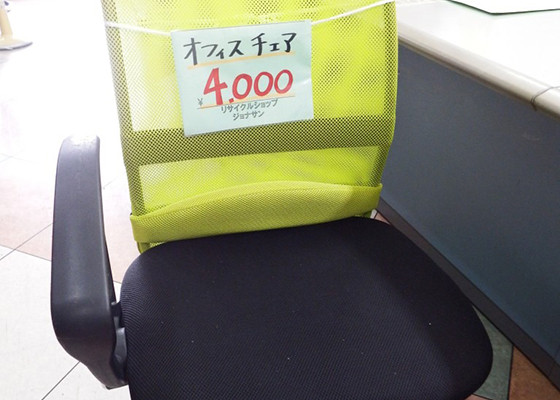 オフィスチェア
¥4.000
リサイクルショップ
ジョナサン